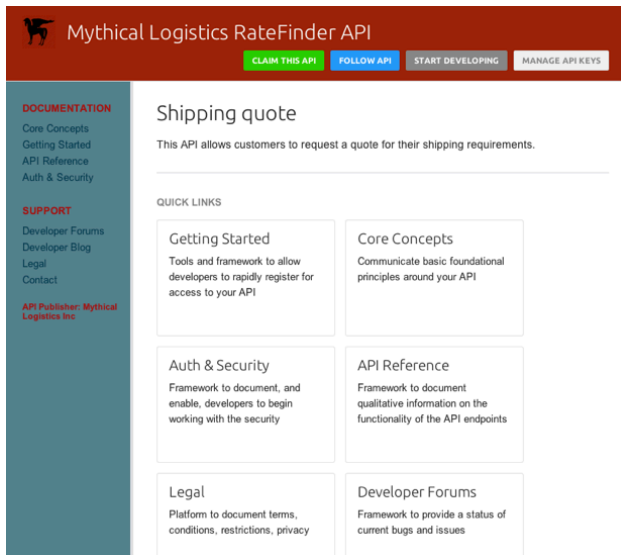 Mythical Logistics RateFinder API
CLAIM THIS API
FOLLOW API
START DEVELOPING
MANAGE API KEYS
DOCUMENTATION
Core Concepts
Getting Started
API Reference
Auth & Security
SUPPORT
Developer Forums
Developer Blog
Legal
Contact
API Publisher: Mythical
Logistics Inc
Shipping quote
This API allows customers to request a quote for their shipping requirements.
QUICK LINKS
Getting Started
Tools and framework to allow
developers to rapidly register for
access to your API
Core Concepts
Communicate basic foundational
principles around your API
Auth & Security
Framework to document, and
enable, developers to begin
working with the security
API Reference
Framework to document
qualitative information on the
functionality of the API endpoints
Legal
Platform to document terms,
conditions, restrictions, privacy
Developer Forums
Framework to provide a status of
current bugs and issues